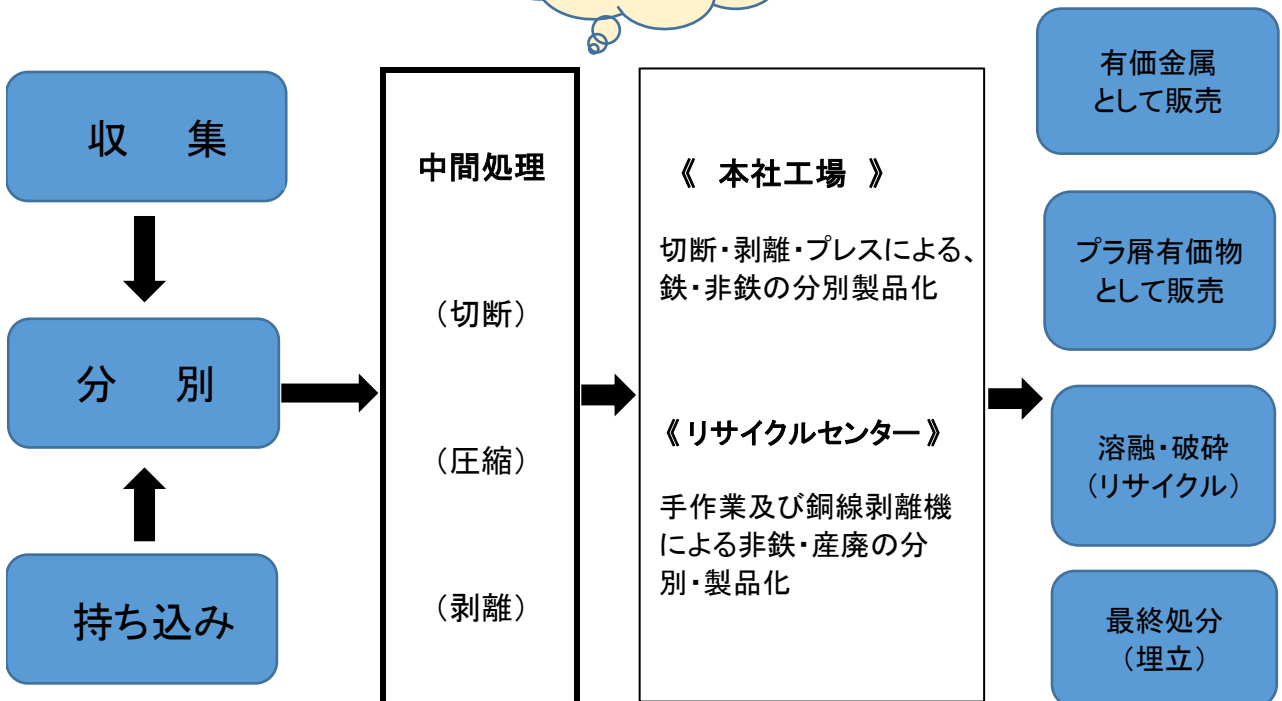 収 集
分 別
持ち込み
中間処理
（切断）
（圧縮）
（剥離）
《 本社工場 》
切断・剥離・プレスによる、
鉄・非鉄の分別製品化
《リサイクルセンター》
手作業及び銅線剥離機
による非鉄・産廃の分
別・製品化
有価金属
として販売
プラ屑有価物
として販売
溶融・破砕
（リサイクル）
最終処分
（埋立）